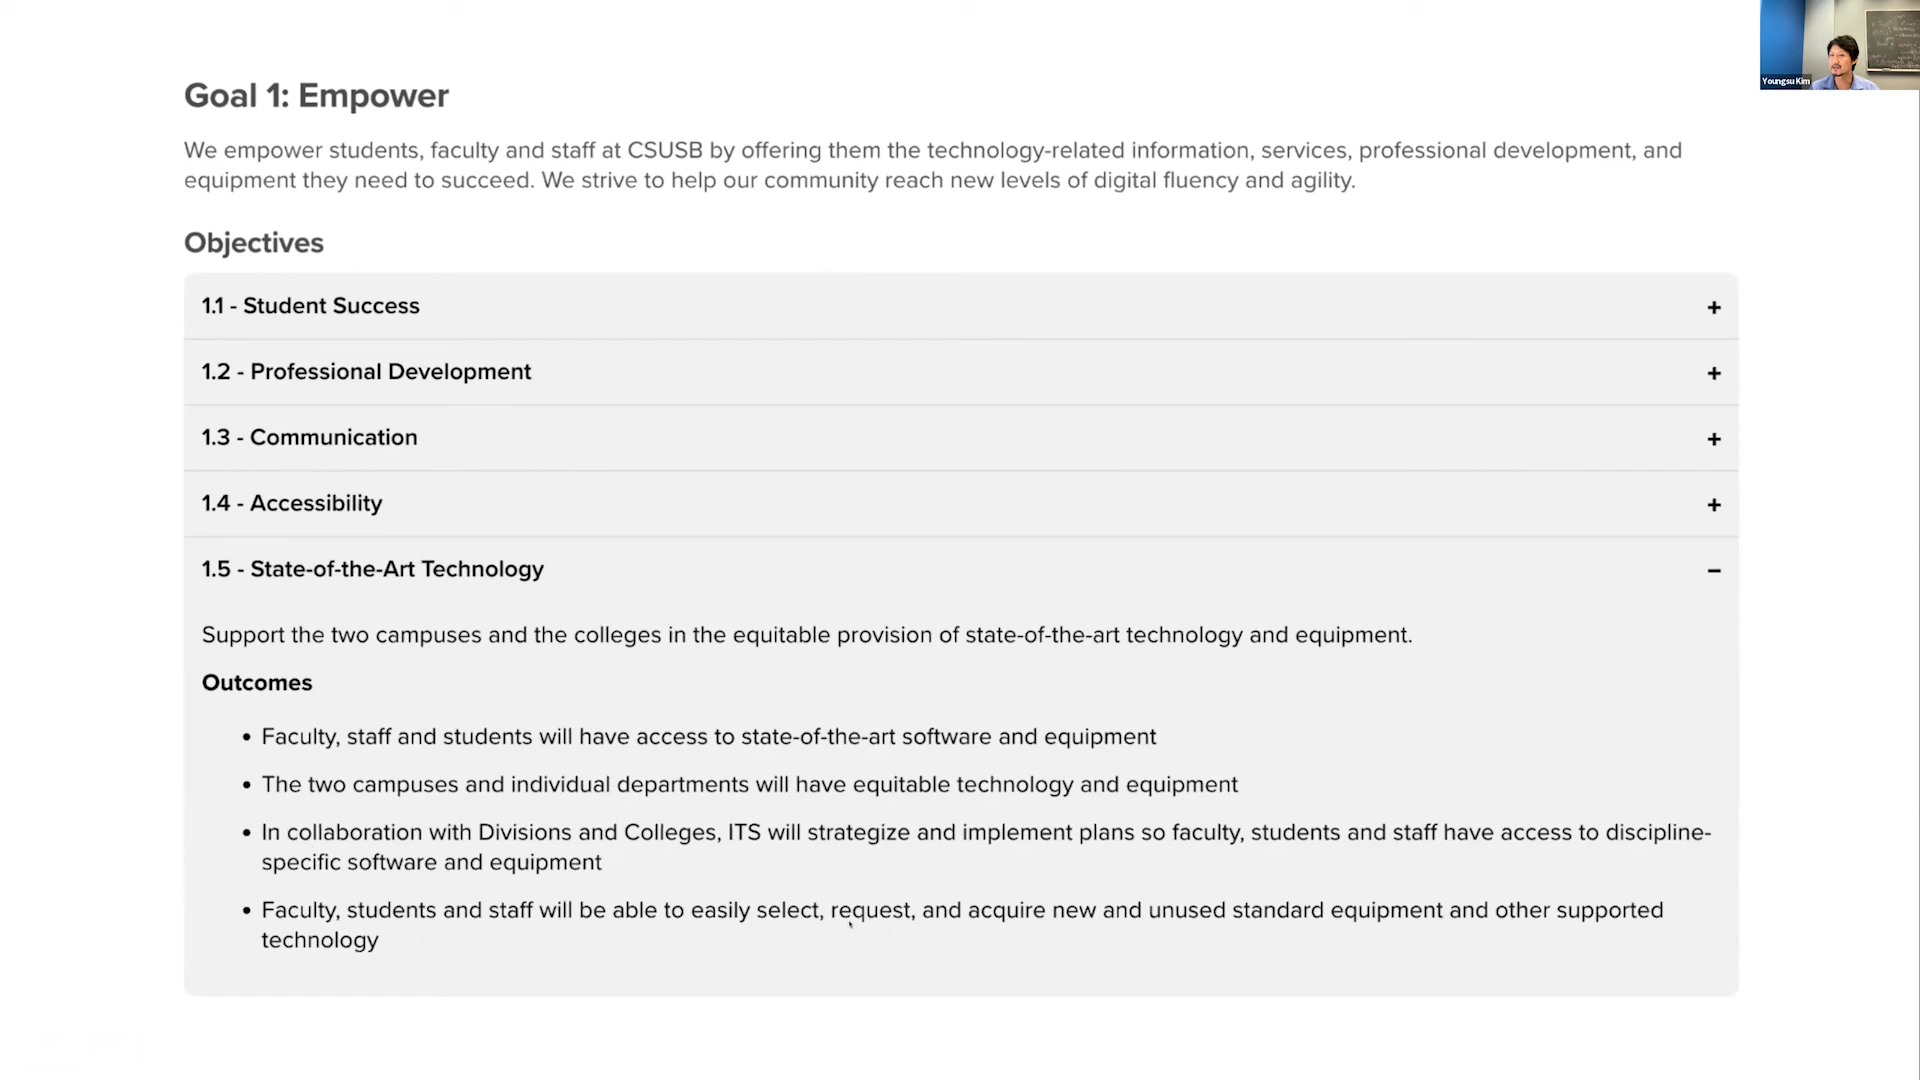 Youngsu Kim
Goal 1: Empower
We empower students, faculty and staff at CSUSB by offering them the technology-related information, services, professional development, and
equipment they need to succeed. We strive to help our community reach new levels of digital fluency and agility.
Objectives
1.1 - Student Success
+
1.2 - Professional Development
+
1.3 - Communication
+
1.4 - Accessibility
+
1.5 - State-of-the-Art Technology
–
Support the two campuses and the colleges in the equitable provision of state-of-the-art technology and equipment.
Outcomes
• Faculty, staff and students will have access to state-of-the-art software and equipment
• The two campuses and individual departments will have equitable technology and equipment
• In collaboration with Divisions and Colleges, ITS will strategize and implement plans so faculty, students and staff have access to discipline-
specific software and equipment
• Faculty, students and staff will be able to easily select, request, and acquire new and unused standard equipment and other supported
technology